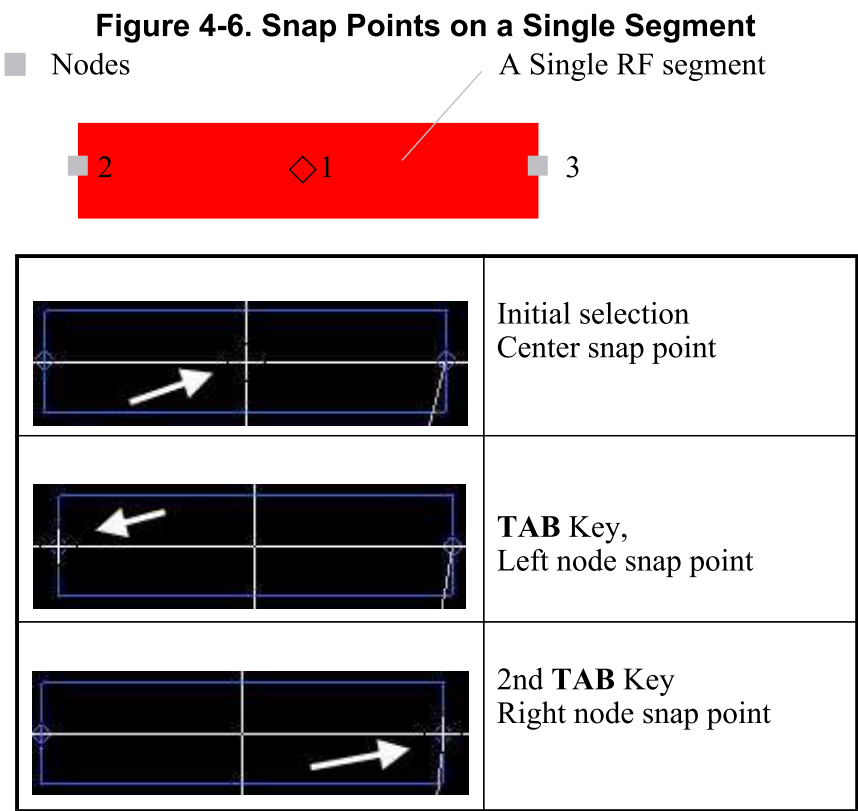 Figure 4-6. Snap Points on a Single Segment
Nodes
A Single RF segment
2
1
3
Initial selection
Center snap point
TAB Key,
Left node snap point
2nd TAB Key
Right node snap point